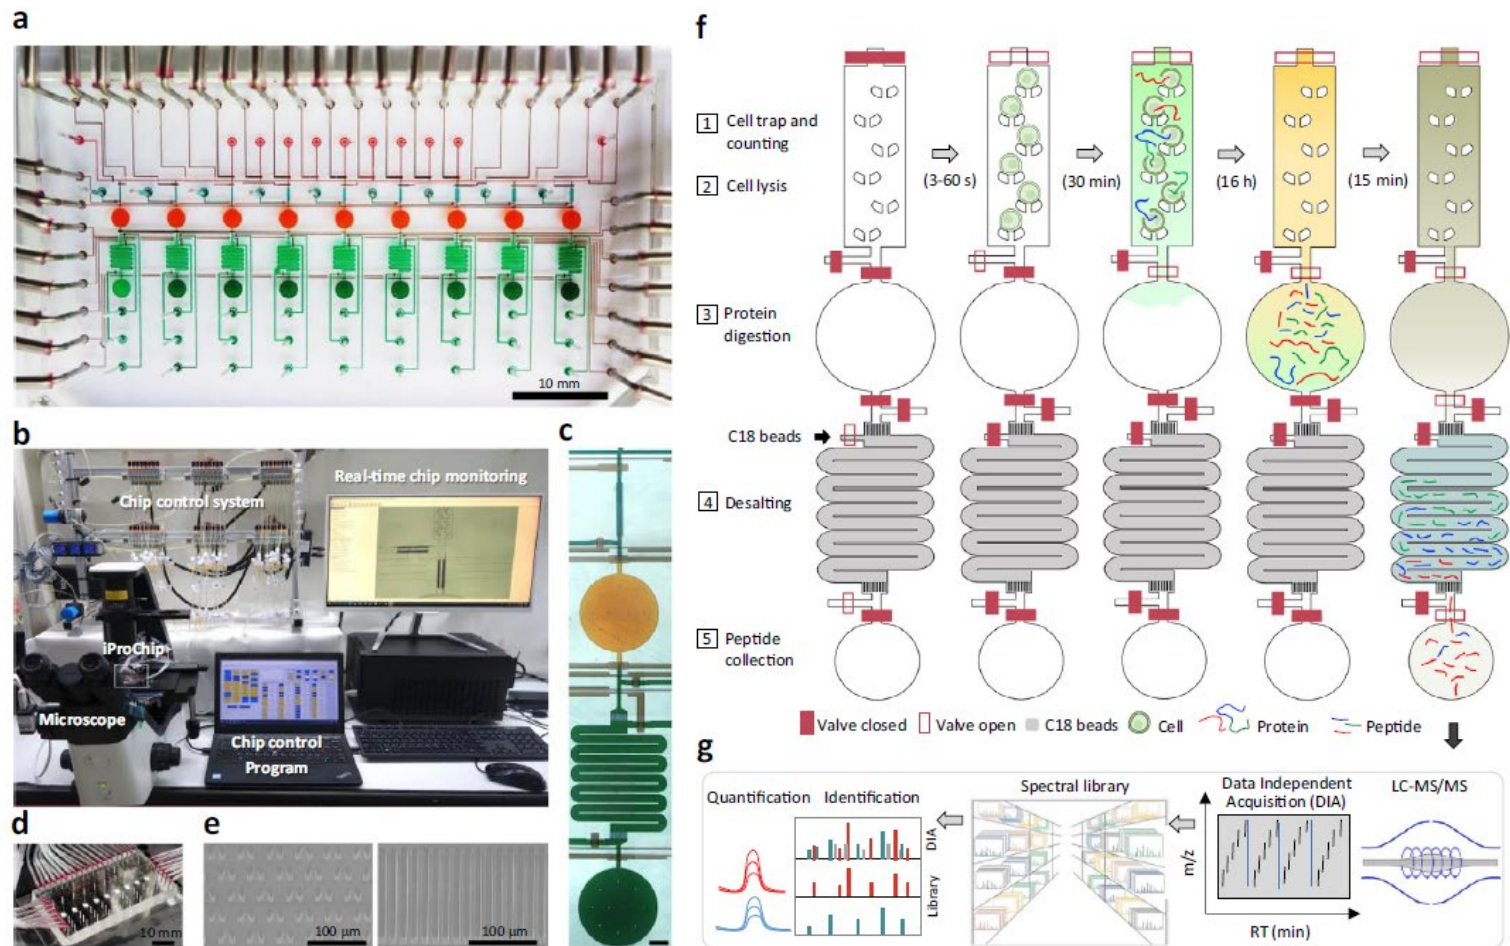 a
10 mm
b
Chip control system
Real-time chip monitoring
iProChip
Microscope
Chip control
Program
c
d
10 mm
e
100 μm
100 μm
f
1 Cell trap and
counting
2 Cell lysis
(3-60 s)
(30 min)
(16 h)
(15 min)
3 Protein
digestion
C18 beads
4 Desalting
5 Peptide
collection
Valve closed
Valve open
C18 beads
Cell
Protein
Peptide
g
Quantification
Identification
DIA
Library
Spectral library
Data Independent
Acquisition (DIA)
m/z
RT (min)
LC-MS/MS